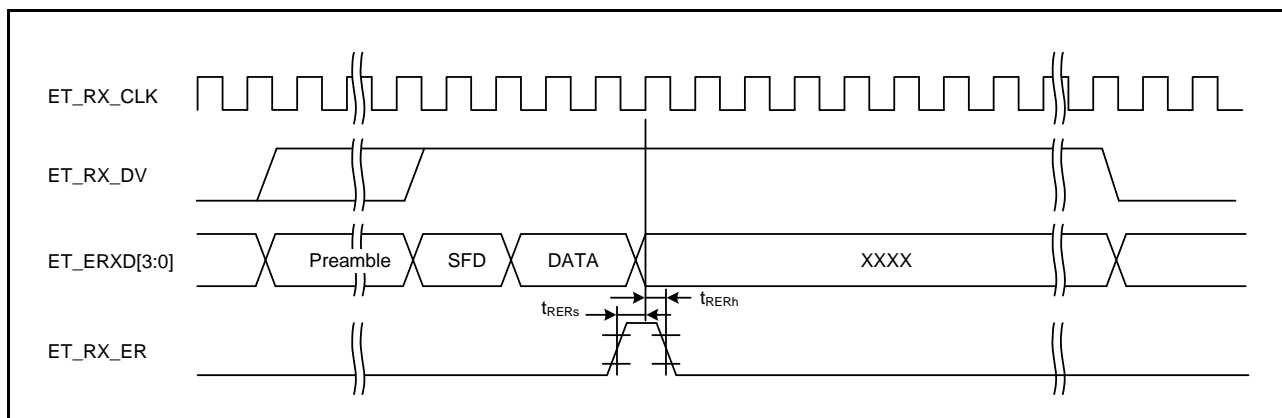 ET_RX_CLK
ET_RX_DV
ET_ERXD[3:0]
Preamble
SFD
DATA
XXXX
tRERs
tRERh
ET_RX_ER